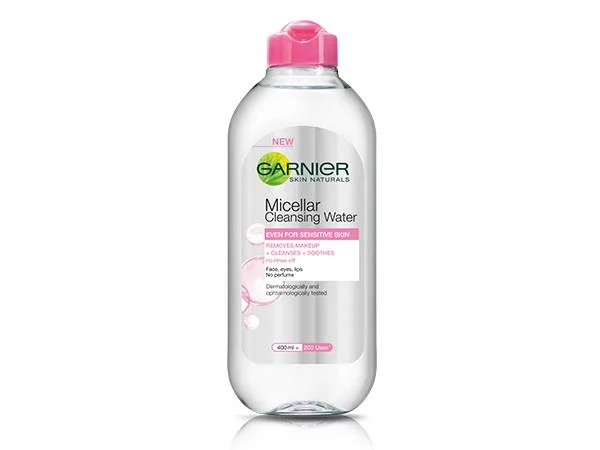 NEW
GARNIER
SKIN NATURALS
Micellar
Cleansing Water
EVEN FOR SENSITIVE SKIN
REMOVES MAKEUP
+ CLEANSES + SOOTHES
no rinse off
Face, eyes, lips
No perfume
Dermatologically and
ophtalmologically tested
400 ml = 200 Uses*